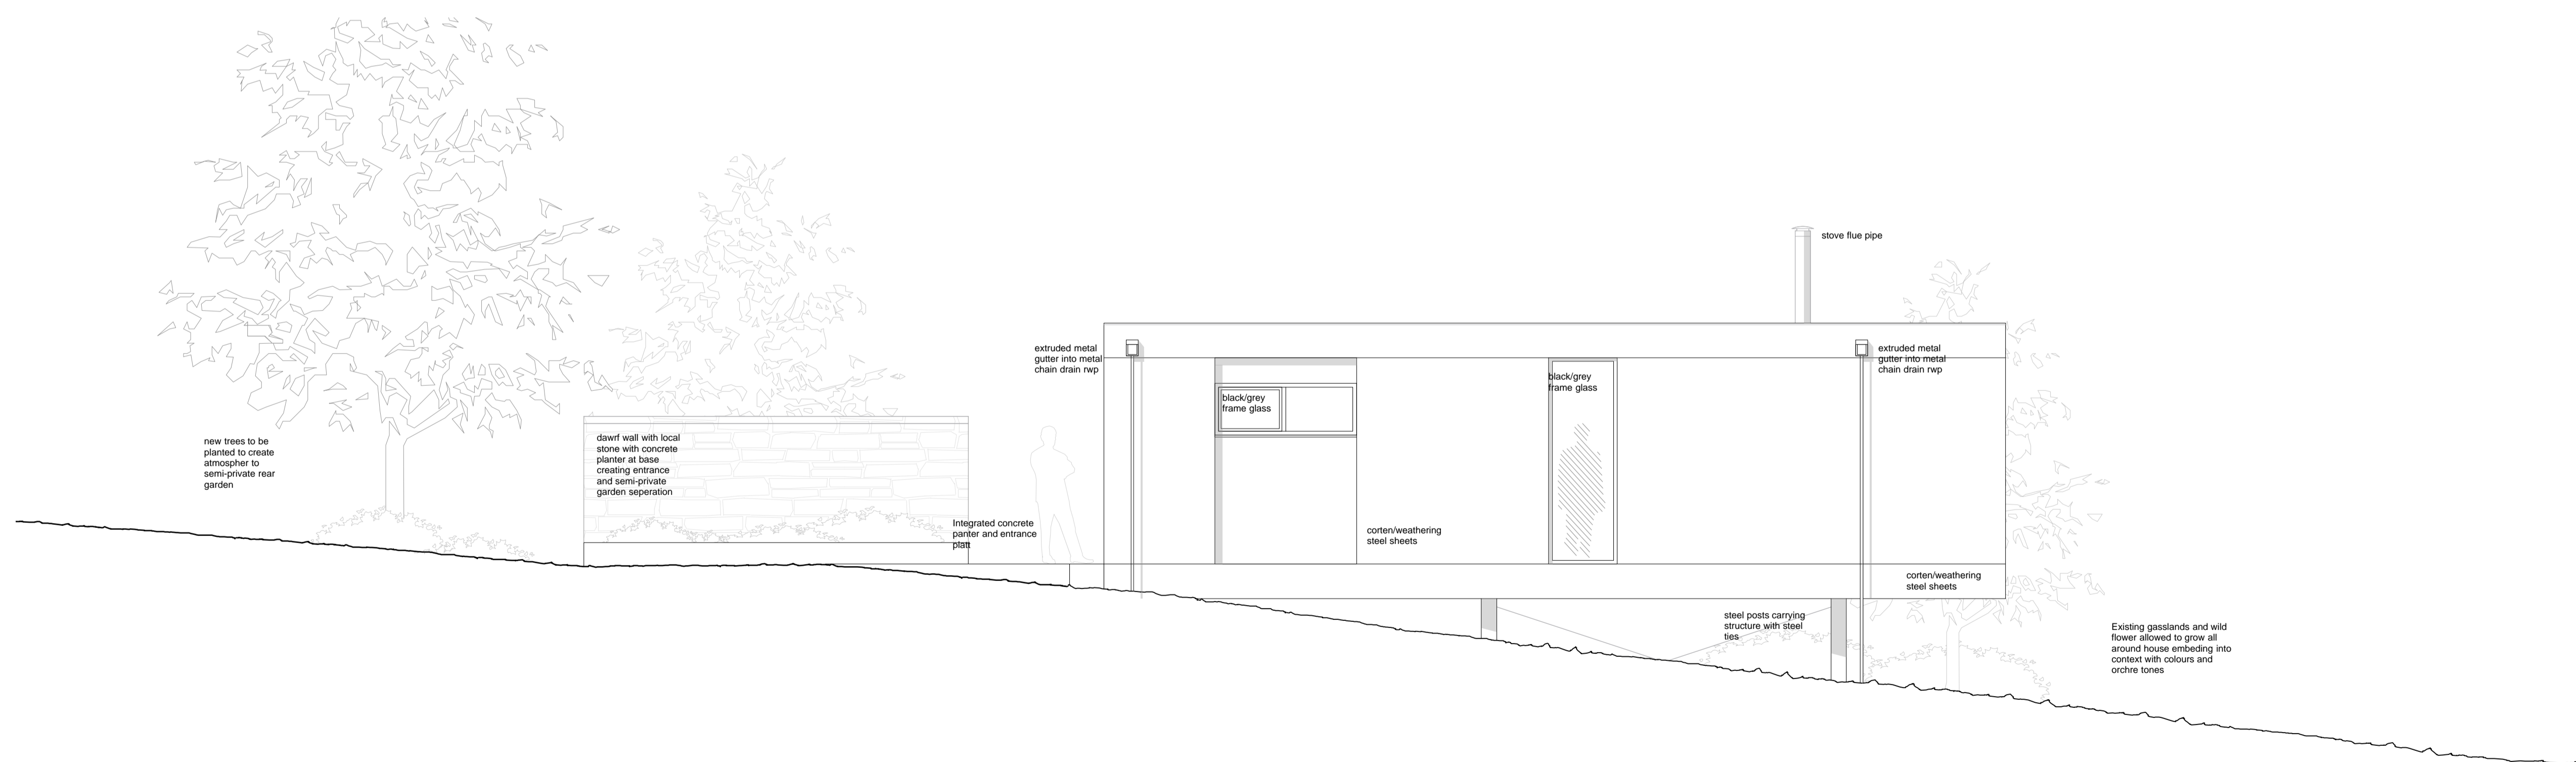 new trees to be
planted to create
atmospher to
semi-private rear
garden
dawrf wall with local
stone with concrete
planter at base
creating entrance
and semi-private
garden seperation
Integrated concrete
panter and entrance
platt
extruded metal
gutter into metal
chain drain rwp
black/grey
frame glass
corten/weathering
steel sheets
black/grey
frame glass
stove flue pipe
extruded metal
gutter into metal
chain drain rwp
corten/weathering
steel sheets
steel posts carrying
structure with steel
ties
Existing gasslands and wild
flower allowed to grow all
around house embeding into
context with colours and
orchre tones